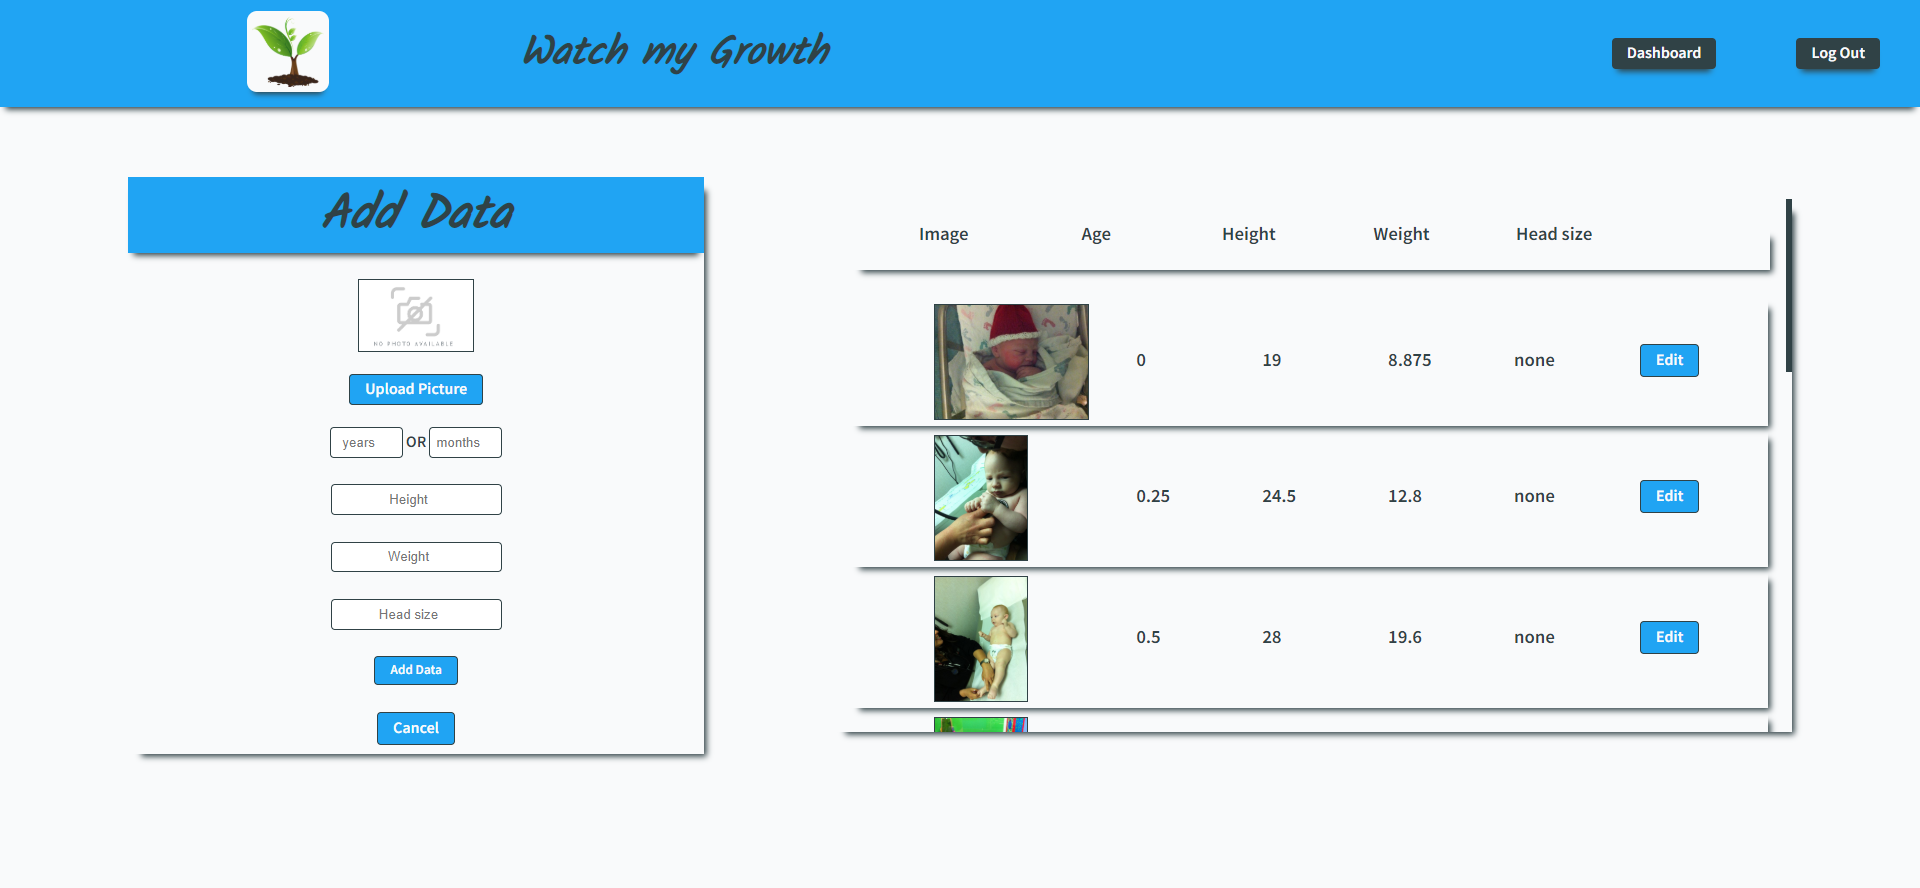 Watch my Growth
Dashboard
Log Out
Add Data
NO PHOTO AVAILABLE
Upload Picture
years OR months
Height
Weight
Head size
Add Data
Cancel
Image Age Height Weight Head size
0 19 8.875 none Edit
0.25 24.5 12.8 none Edit
0.5 28 19.6 none Edit